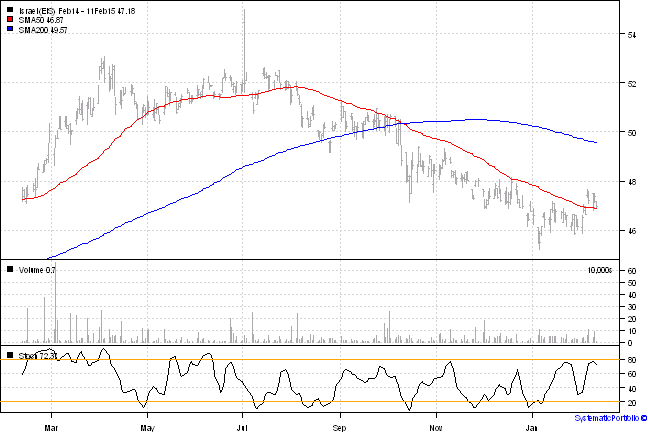 Israel(EIS) Feb14 - 11Feb15 47.18
SMA50 46.87
SMA200 49.57
54
52
50
48
46
Volume 0.7
10,000s
60
50
40
30
20
10
0
Stoch 72.37
80
60
40
20
Mar May Jul Sep Nov Jan
SystematicPortfolio ©